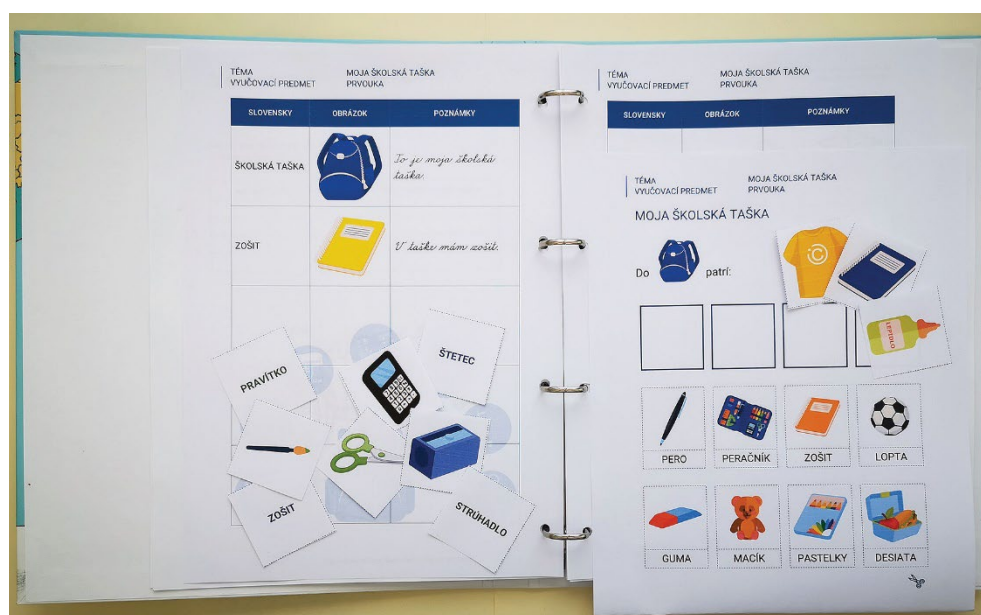 TÉMA MOJA ŠKOLSKÁ TAŠKA
VYUČOVACÍ PREDMET PRVOUKA
SLOVENSKY OBRÁZOK POZNÁMKY
ŠKOLSKÁ TAŠKA
To je moja školská
taška.
ZOŠIT
V taške mám zošit.
PRAVÍTKO
ŠTETEC
ZOŠIT
STRÚHADLO
TÉMA MOJA ŠKOLSKÁ TAŠKA
VYUČOVACÍ PREDMET PRVOUKA
SLOVENSKY OBRÁZOK POZNÁMKY
TÉMA MOJA ŠKOLSKÁ TAŠKA
VYUČOVACÍ PREDMET PRVOUKA
MOJA ŠKOLSKÁ TAŠKA
Do patrí:
LEPIDLO
PERO PERAČNÍK ZOŠIT LOPTA
GUMA MACÍK PASTELKY DESIATA